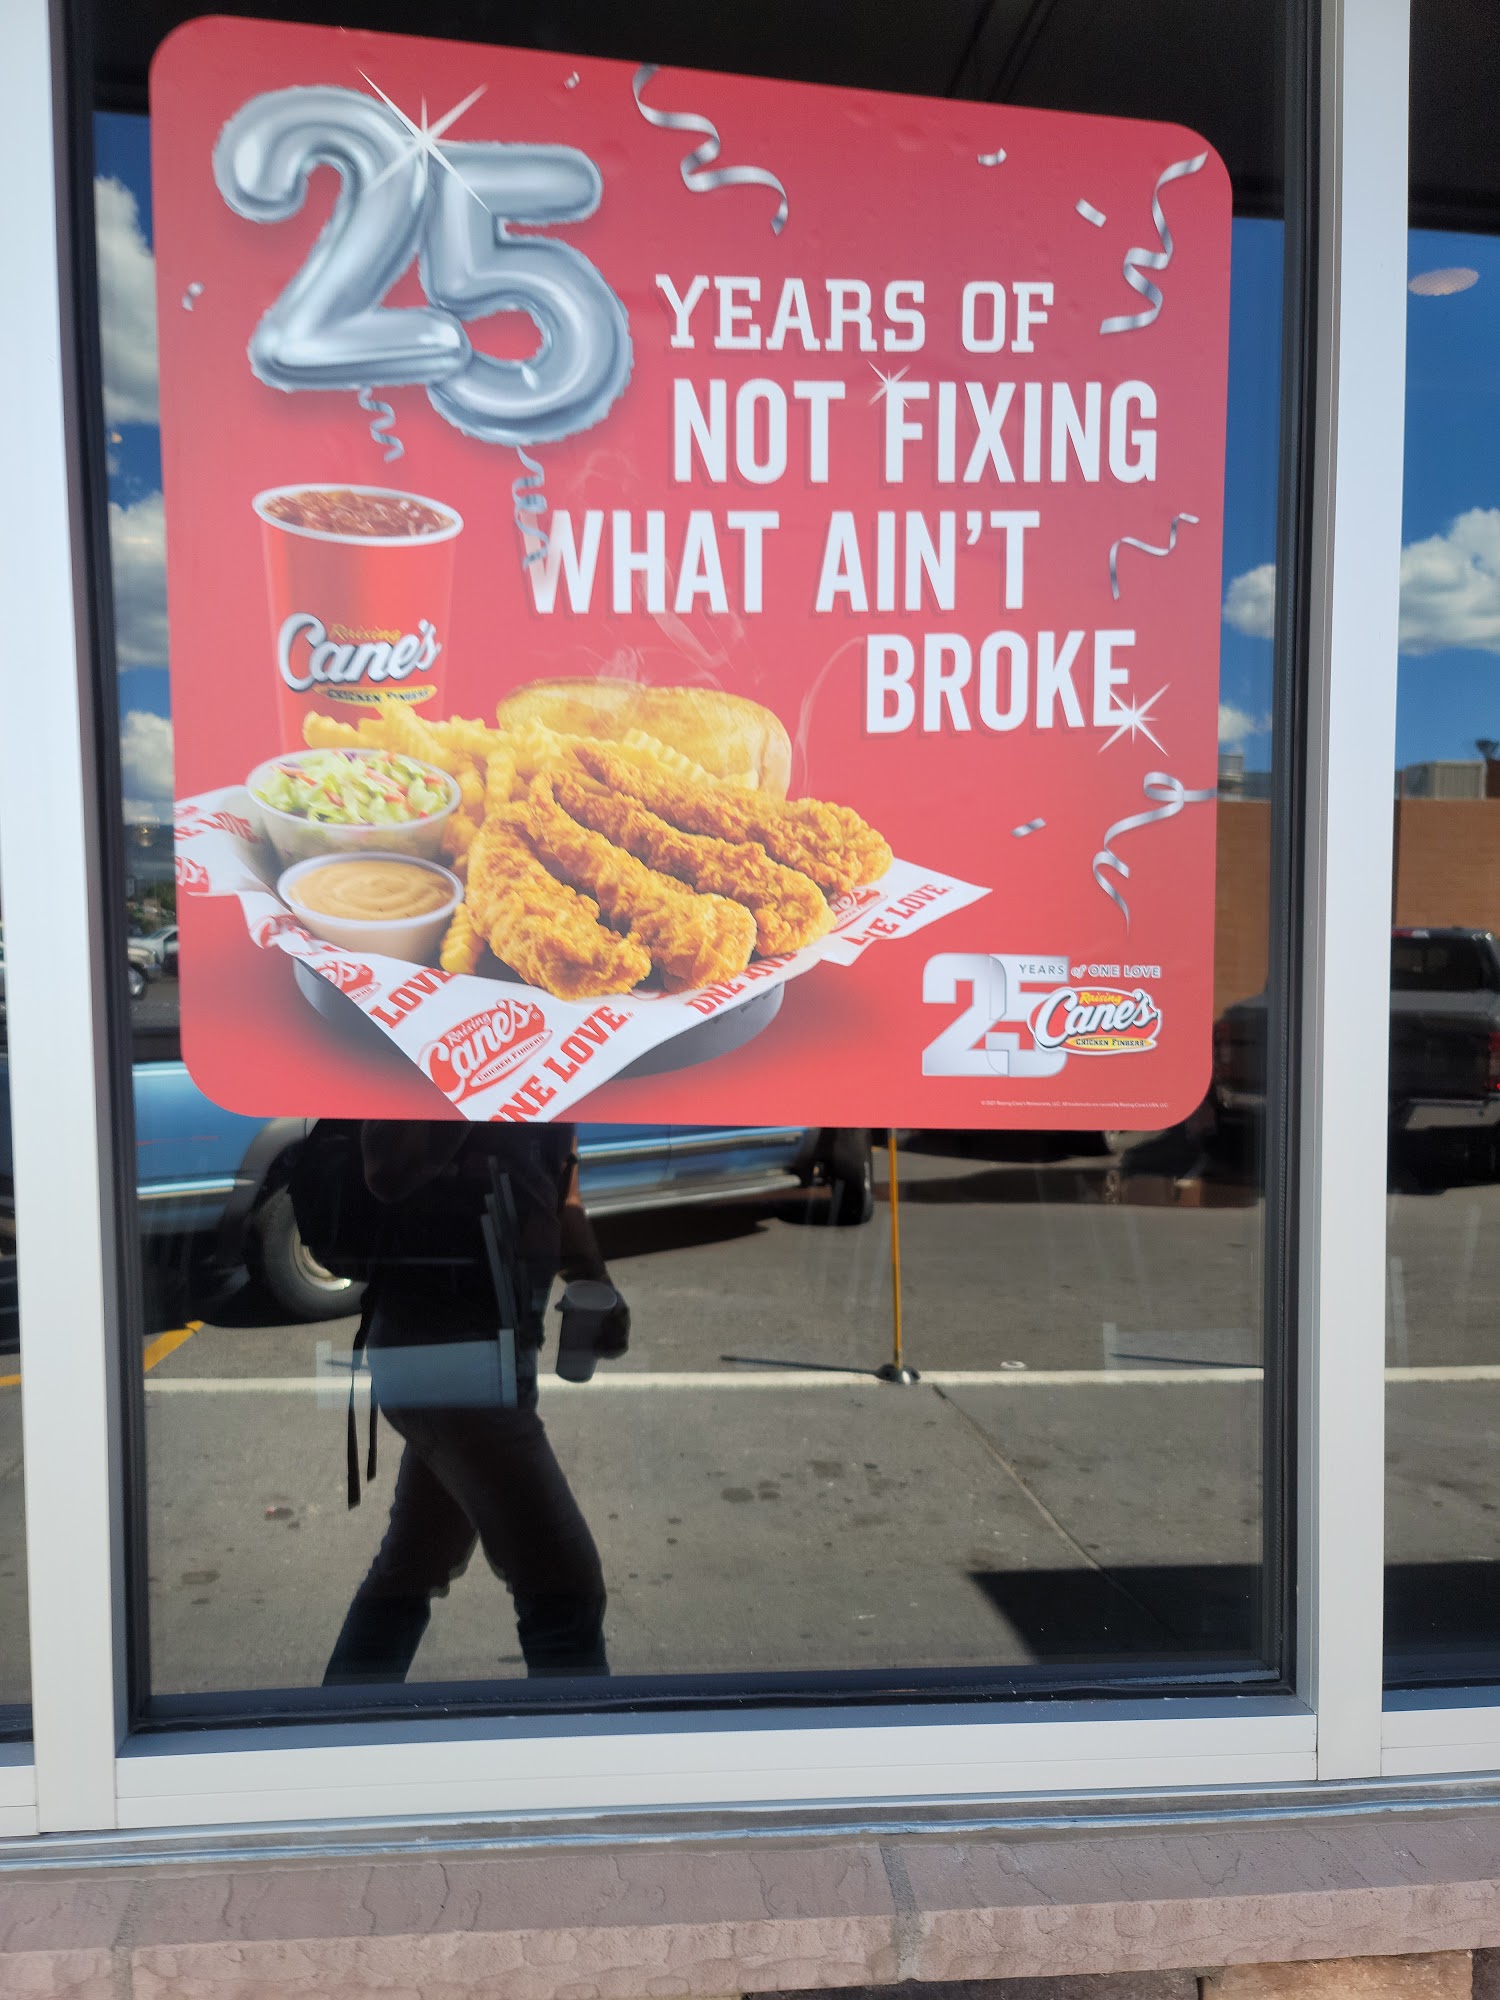 25
YEARS OF
NOT FIXING
WHAT AIN'T
BROKE
Raising
Cane's
CHICKEN FINGERS
LOVE
Raising
Cane's
CHICKEN FINGERS
ONE LOVE
ONE LOVE
25
YEARS of ONE LOVE
Raising
Cane's
CHICKEN FINGERS